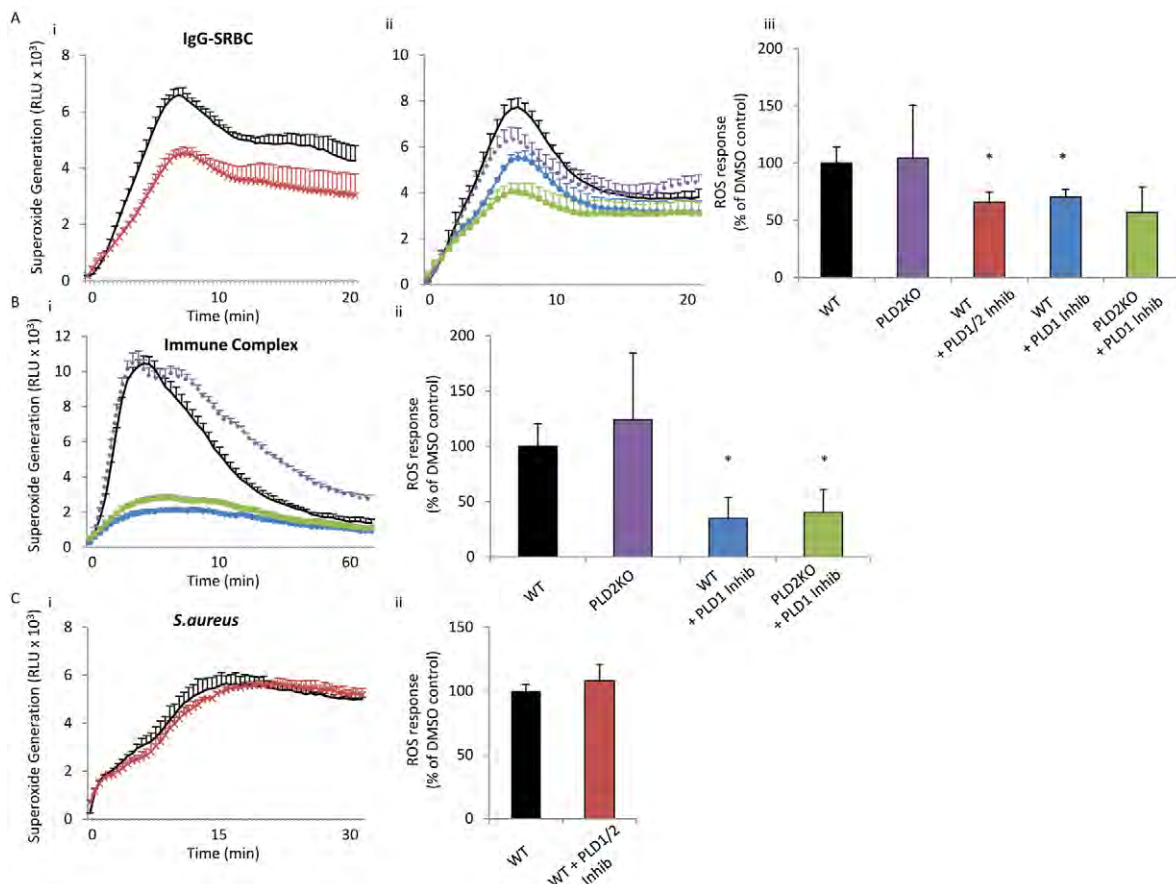 A
i
IgG-SRBC
Superoxide Generation (RLU x 10³)
8
6
4
2
0
0
10
20
Time (min)
ii
10
8
6
4
2
0
0
10
20
Time (min)
iii
ROS response
(% of DMSO control)
200
150
100
50
0
*
*
WT
PLD2KO
WT
+ PLD1/2 Inhib
WT
+ PLD1 Inhib
PLD2KO
+ PLD1 Inhib
B
i
Immune Complex
Superoxide Generation (RLU x 10³)
12
10
8
6
4
2
0
0
10
60
Time (min)
ii
ROS response
(% of DMSO control)
200
150
100
50
0
*
*
WT
PLD2KO
WT
+ PLD1 Inhib
PLD2KO
+ PLD1 Inhib
C
i
S.aureus
Superoxide Generation (RLU x 10³)
8
6
4
2
0
0
15
30
Time (min)
ii
ROS response
(% of DMSO control)
150
100
50
0
WT
WT + PLD1/2
Inhib